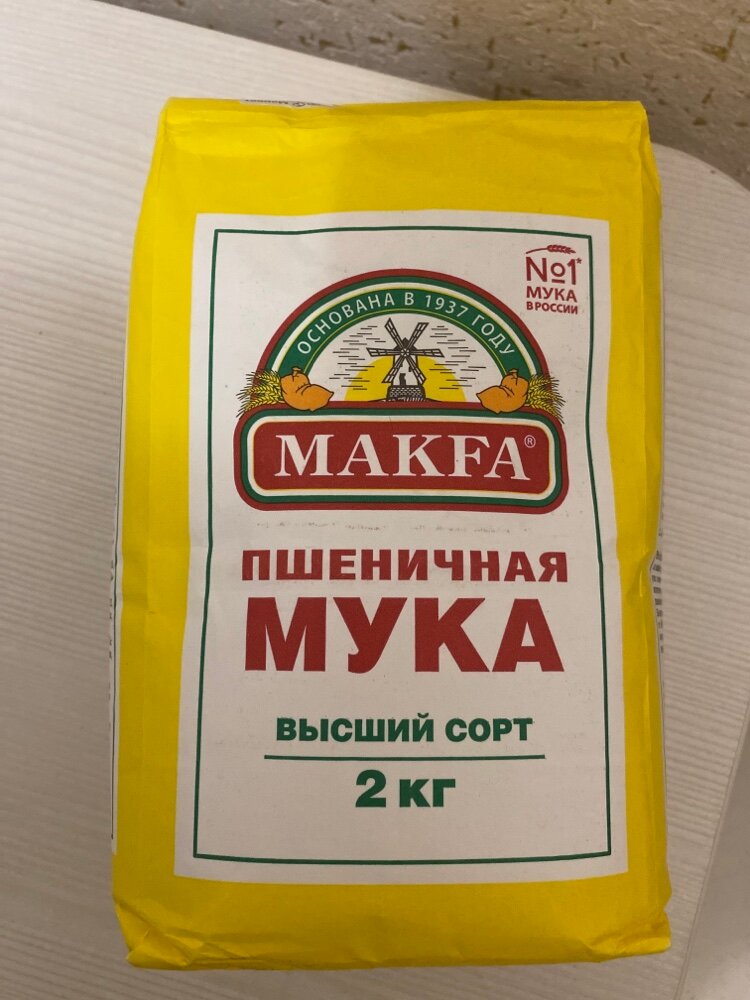 №1*
МУКА
В РОССИИ
ОСНОВАНА В 1937 ГОДУ
MAKFA®
ПШЕНИЧНАЯ
МУКА
ВЫСШИЙ СОРТ
2 кг